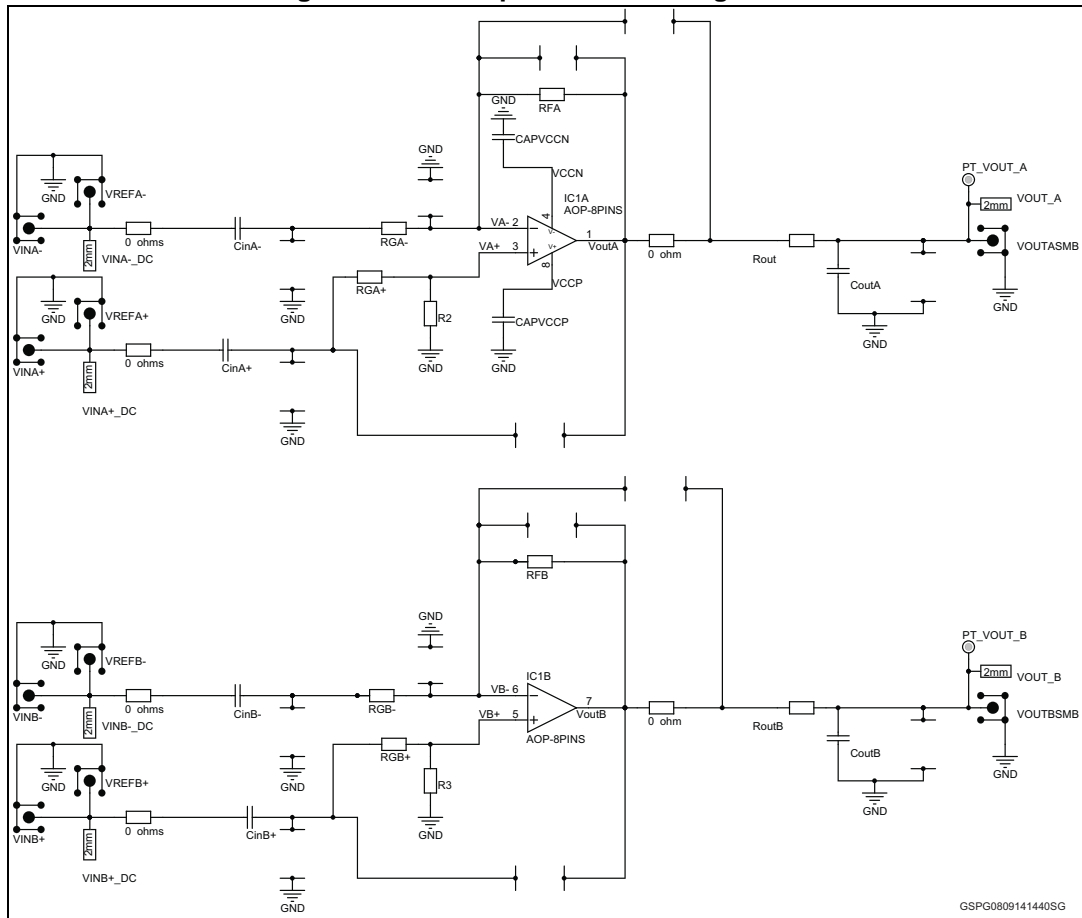 GND
RFA
CAPVCCN
GND
VCCN
PT_VOUT_A
GND
VREFA-
IC1A
AOP-8PINS
2mm
VOUT_A
4
V-
VA- 2
VINA-
2mm
0 ohms
VINA-_DC
CinA-
RGA-
1
VoutA
0 ohm
Rout
VOUTASMB
VA+ 3
V+
8
VCCP
GND
VREFA+
GND
RGA+
R2
CAPVCCP
CoutA
GND
GND
GND
GND
VINA+
2mm
0 ohms
CinA+
VINA+_DC
GND
RFB
GND
PT_VOUT_B
GND
VREFB-
IC1B
2mm
VOUT_B
VINB-
2mm
0 ohms
VINB-_DC
CinB-
RGB-
VB- 6
7
VoutB
0 ohm
RoutB
VOUTBSMB
VB+ 5
AOP-8PINS
GND
VREFB+
GND
RGB+
R3
CoutB
GND
GND
GND
VINB+
2mm
0 ohms
CinB+
VINB+_DC
GND
GSPG0809141440SG